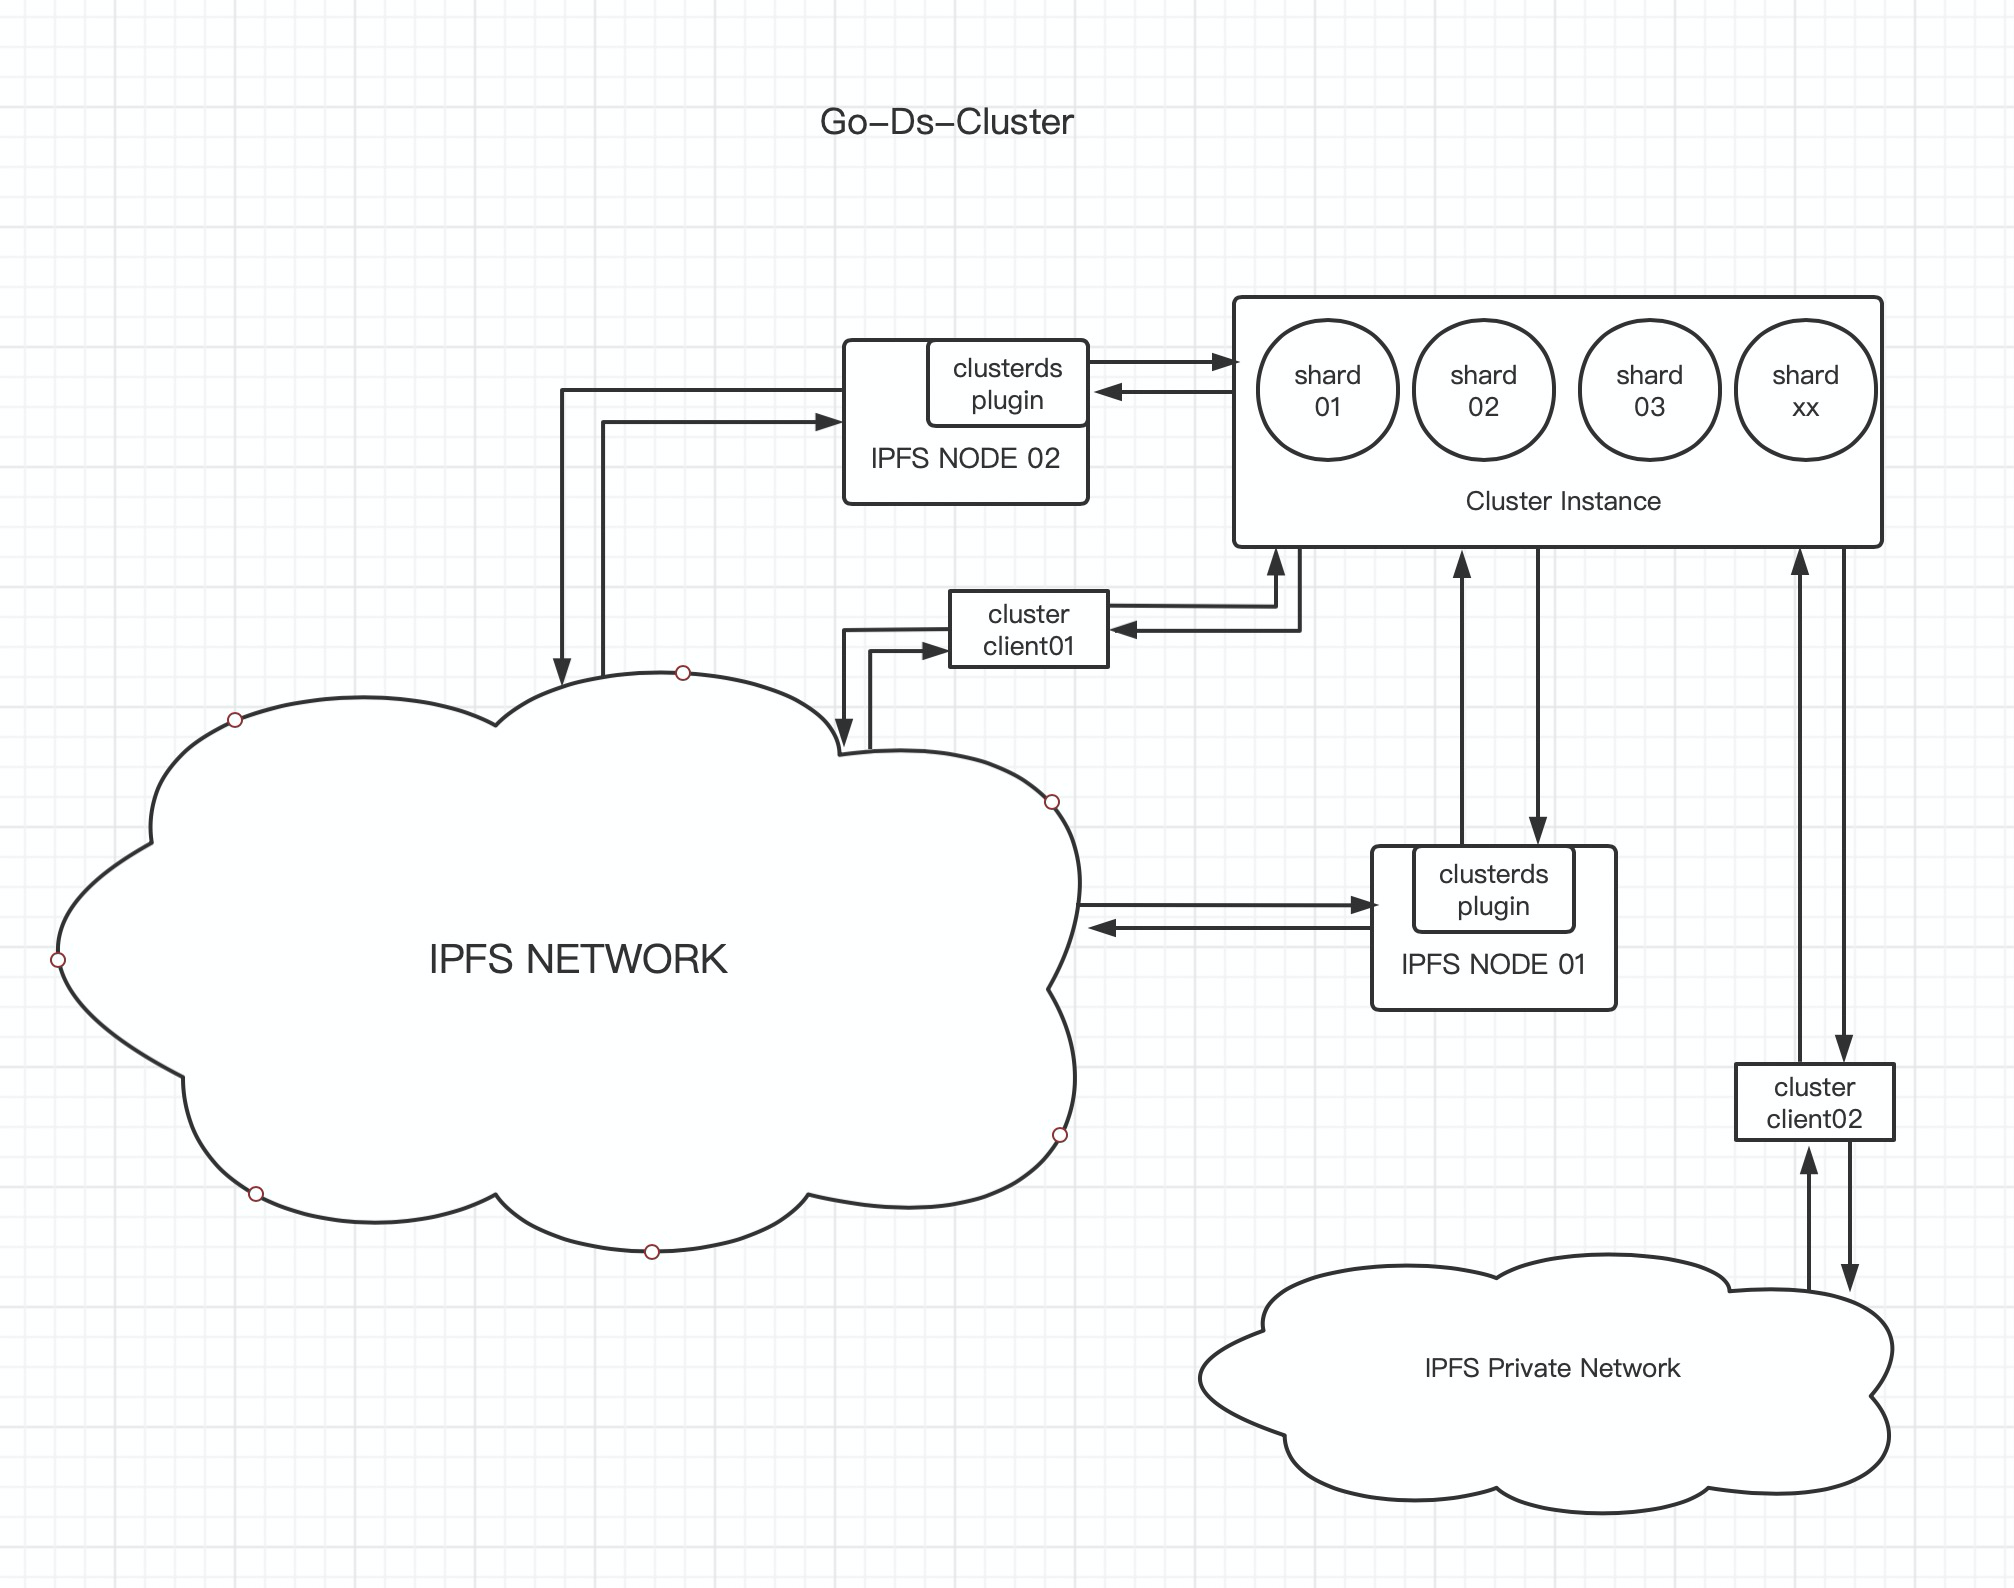 Go-Ds-Cluster
clusterds
plugin
IPFS NODE 02
shard
01
shard
02
shard
03
shard
xx
Cluster Instance
cluster
client01
clusterds
plugin
IPFS NODE 01
IPFS NETWORK
cluster
client02
IPFS Private Network